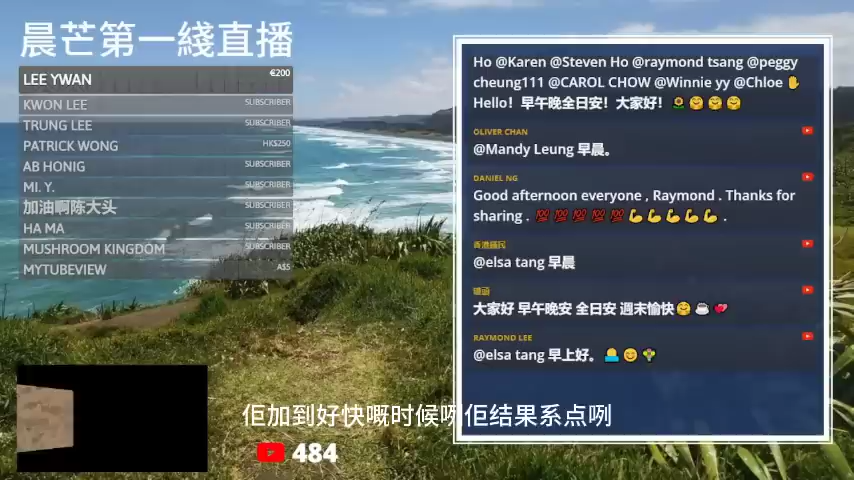 晨芒第一綫直播
LEE YWAN €200
KWON LEE SUBSCRIBER
TRUNG LEE SUBSCRIBER
PATRICK WONG HK$250
AB HONIG SUBSCRIBER
MI. Y. SUBSCRIBER
加油啊陈大头 SUBSCRIBER
HA MA SUBSCRIBER
MUSHROOM KINGDOM SUBSCRIBER
MYTUBEVIEW A$5
Ho @Karen @Steven Ho @raymond tsang @peggy
cheung111 @CAROL CHOW @Winnie yy @Chloe ✋
Hello！早午晚全日安！大家好！ 🌻 🤗 🤗 🤗
OLIVER CHAN
@Mandy Leung 早晨。
DANIEL NG
Good afternoon everyone , Raymond . Thanks for
sharing . 💯 💯 💯 💯 💯 💪 💪 💪 💪 💪 .
@elsa tang 早晨
大家好 早午晚安 全日安 週末愉快 🤗 ☕ 💕
RAYMOND LEE
@elsa tang 早上好。
佢加到好快嘅时候咧佢结果系点咧
484